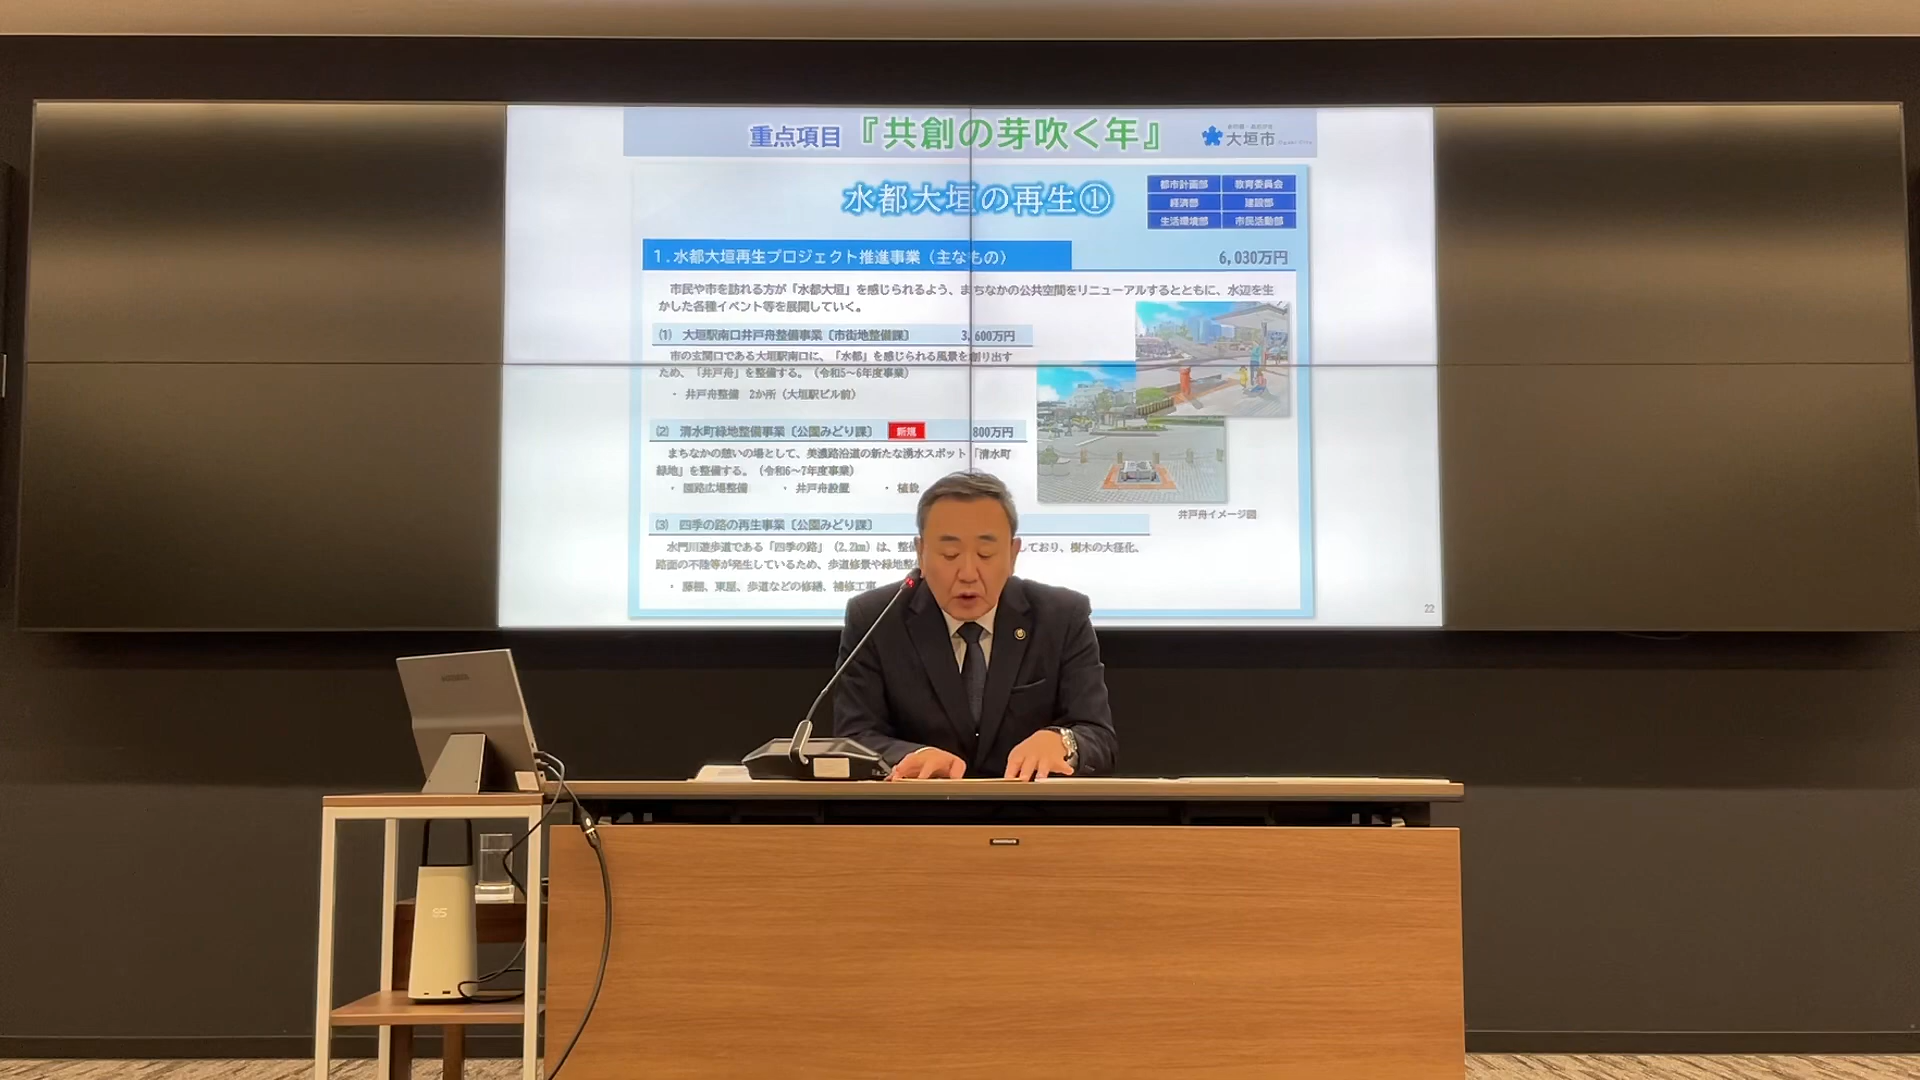 重点項目『共創の芽吹く年』
大垣市
水都大垣の再生①
都市計画部 教育委員会
経済部 建設部
生活環境部 市民活動部
1.水都大垣再生プロジェクト推進事業(主なもの) 6,030万円
市民や市を訪れる方が「水都大垣」を感じられるよう、まちなかの公共空間をリニューアルするとともに、水辺を生
かした各種イベント等を展開していく。
⑴ 大垣駅南口井戸舟整備事業〔市街地整備課〕 3,600万円
市の玄関口である大垣駅南口に、「水都」を感じられる風景を創り出す
ため、「井戸舟」を整備する。(令和5~6年度事業)
・ 井戸舟整備 2か所(大垣駅ビル前)
⑵ 清水町緑地整備事業〔公園みどり課〕 新規 800万円
まちなかの憩いの場として、美濃路沿道の新たな湧水スポット「清水町
緑地」を整備する。(令和6~7年度事業)
・ 園路広場整備 ・ 井戸舟設置 ・ 植栽
井戸舟イメージ図
⑶ 四季の路の再生事業〔公園みどり課〕
水門川遊歩道である「四季の路」(2.2km)は、整備 しており、樹木の大径化、
路面の不陸等が発生しているため、歩道修景や緑地整
・ 藤棚、東屋、歩道などの修繕、補修工事
22